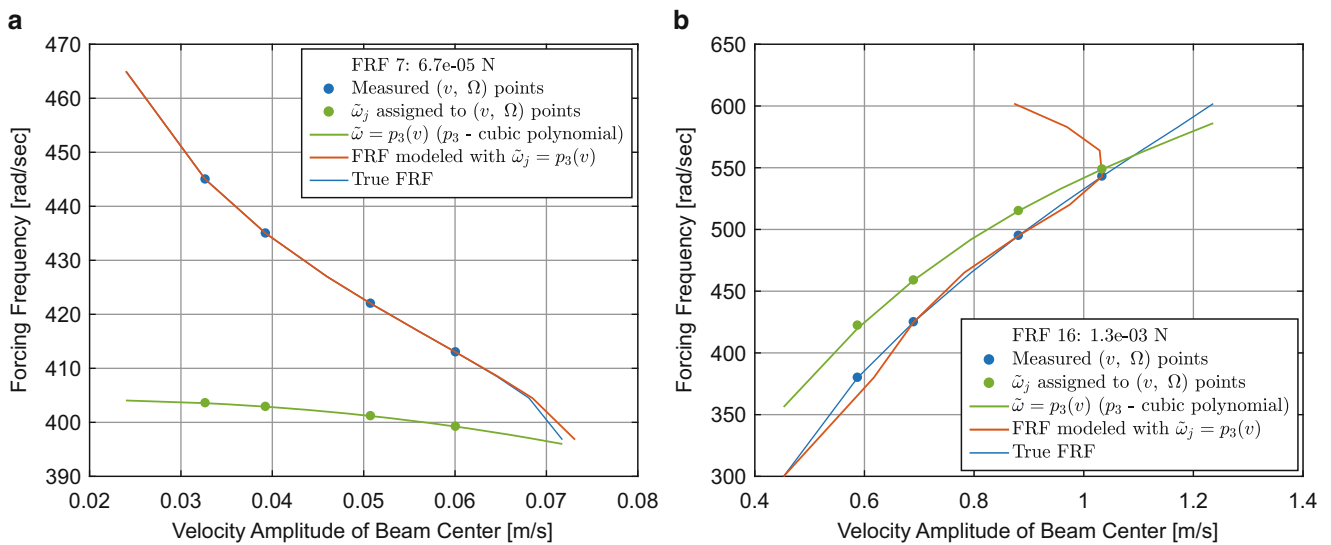 a
470
460
450
440
430
420
410
400
390
0.02
0.03
0.04
0.05
0.06
0.07
0.08
Forcing Frequency [rad/sec]
Velocity Amplitude of Beam Center [m/s]
FRF 7: 6.7e-05 N
Measured (v, Ω) points
ω̃j assigned to (v, Ω) points
ω̃ = p3(v) (p3 - cubic polynomial)
FRF modeled with ω̃j = p3(v)
True FRF
b
650
600
550
500
450
400
350
300
0.4
0.6
0.8
1
1.2
1.4
Forcing Frequency [rad/sec]
Velocity Amplitude of Beam Center [m/s]
FRF 16: 1.3e-03 N
Measured (v, Ω) points
ω̃j assigned to (v, Ω) points
ω̃ = p3(v) (p3 - cubic polynomial)
FRF modeled with ω̃j = p3(v)
True FRF